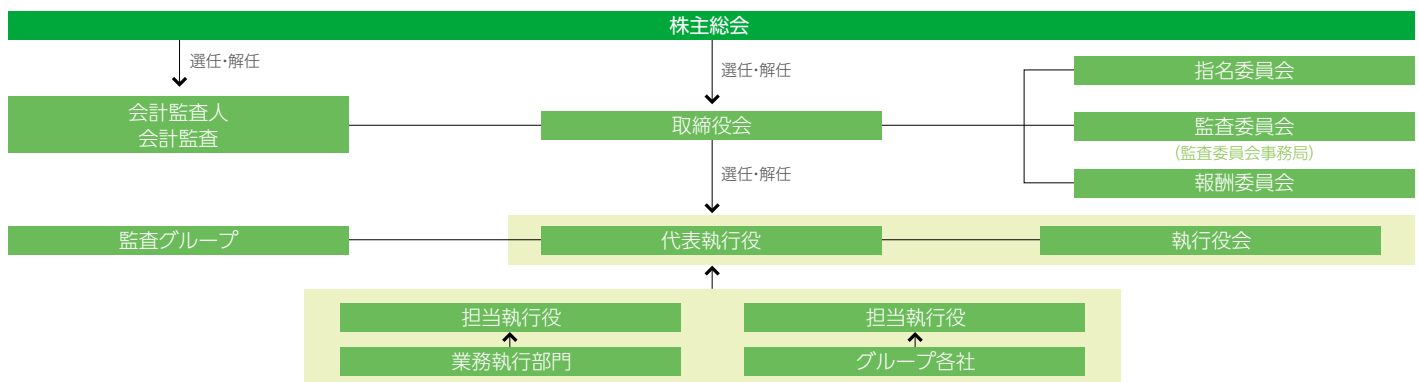 株主総会
選任・解任
選任・解任
指名委員会
会計監査人
会計監査
取締役会
監査委員会
(監査委員会事務局)
選任・解任
報酬委員会
監査グループ
代表執行役
執行役会
担当執行役
担当執行役
業務執行部門
グループ各社